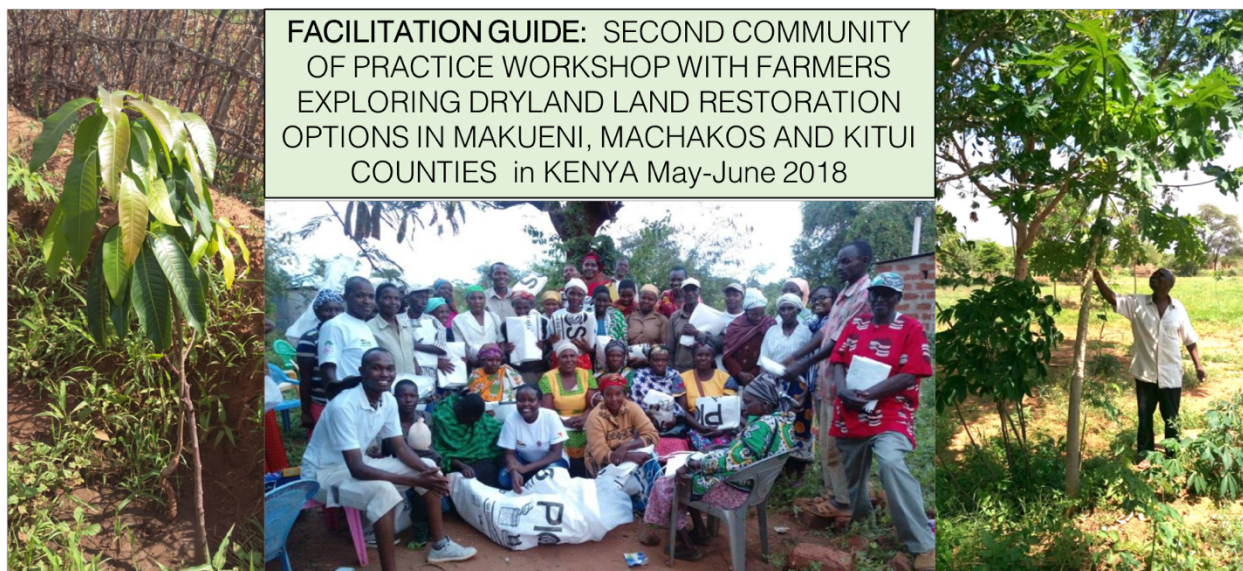 FACILITATION GUIDE: SECOND COMMUNITY
OF PRACTICE WORKSHOP WITH FARMERS
EXPLORING DRYLAND LAND RESTORATION
OPTIONS IN MAKUENI, MACHAKOS AND KITUI
COUNTIES in KENYA May-June 2018